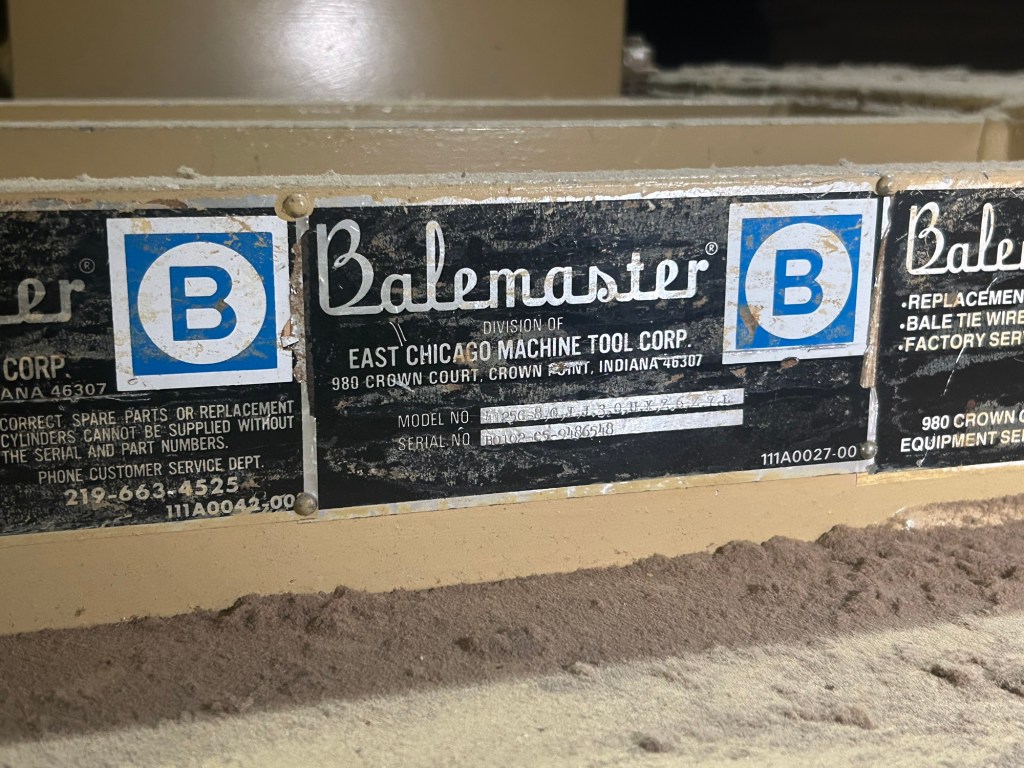 er®
B
CORP.
ANA 46307
CORRECT SPARE PARTS OR REPLACEMENT
CYLINDERS CANNOT BE SUPPLIED WITHOUT
THE SERIAL AND PART NUMBERS.
PHONE CUSTOMER SERVICE DEPT.
219-663-4525
111A0042-00
Balemaster®
B
DIVISION OF
EAST CHICAGO MACHINE TOOL CORP.
980 CROWN COURT, CROWN POINT, INDIANA 46307
MODEL NO
SERIAL NO
111A0027-00
Bale
•REPLACEMEN
•BALE TIE WIRE
•FACTORY SER
980 CROWN
EQUIPMENT SE